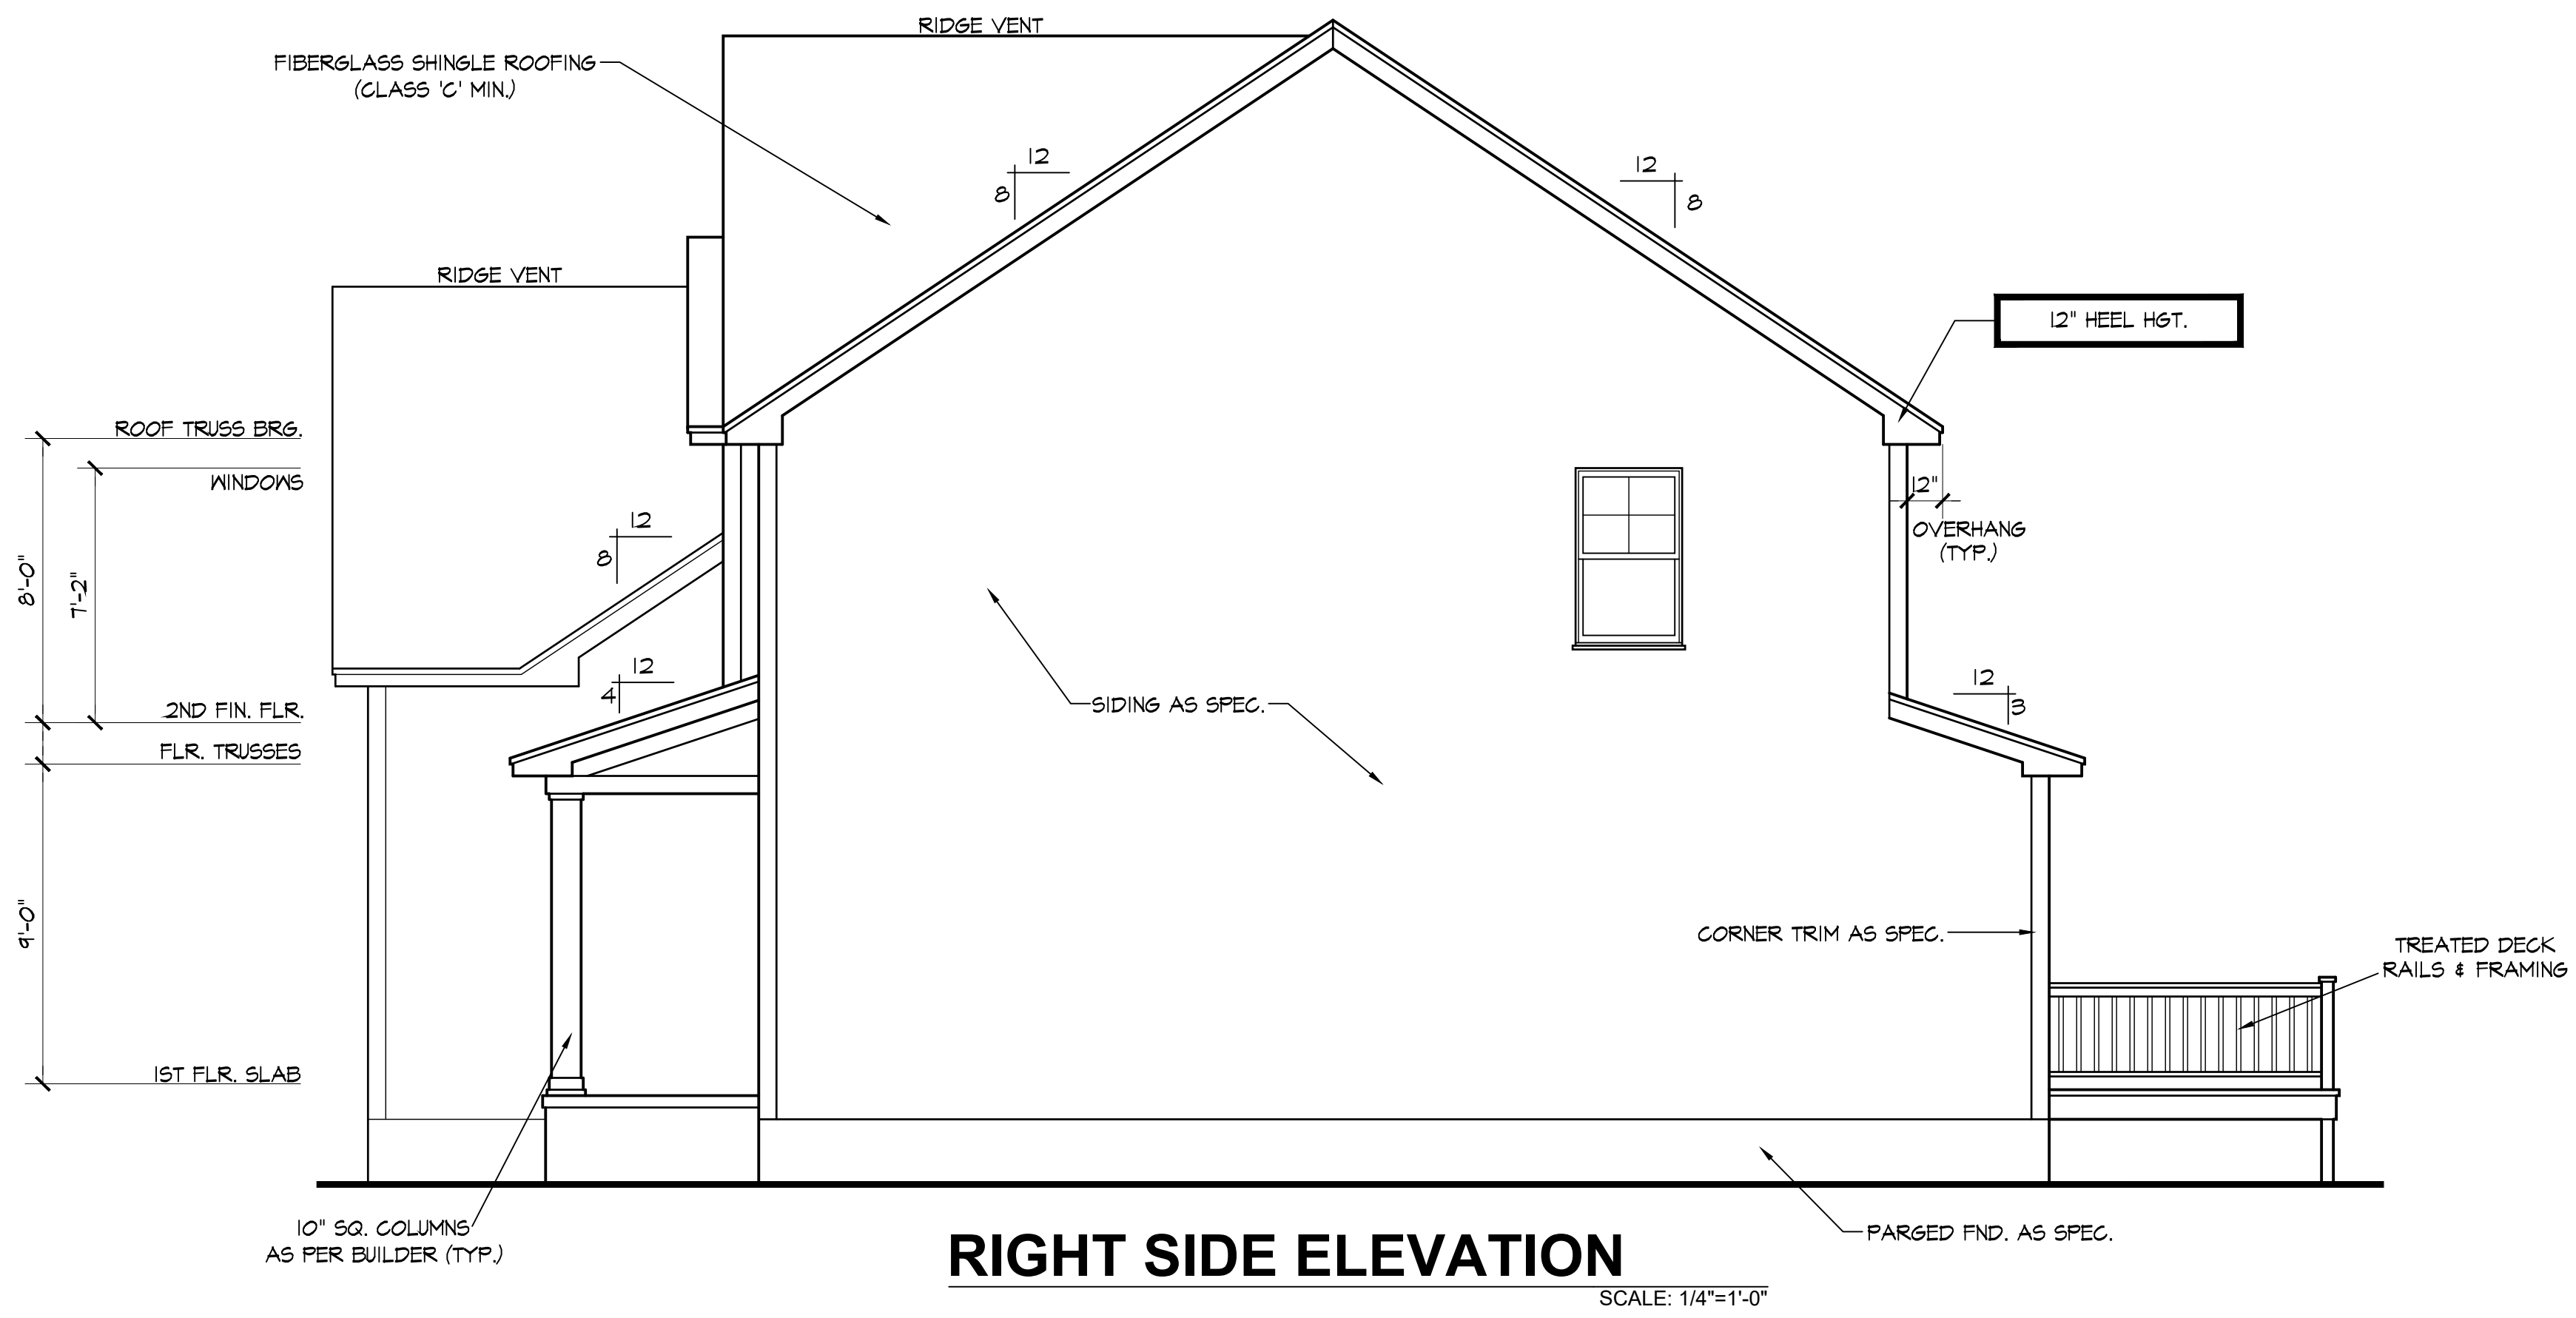 RIDGE VENT
FIBERGLASS SHINGLE ROOFING
(CLASS 'C' MIN.)
12
8
12
8
RIDGE VENT
12" HEEL HGT.
ROOF TRUSS BRG.
WINDOWS
12"
OVERHANG
(TYP.)
12
8
8'-0"
7'-2"
12
4
12
3
SIDING AS SPEC.
2ND FIN. FLR.
FLR. TRUSSES
9'-0"
CORNER TRIM AS SPEC.
TREATED DECK
RAILS & FRAMING
1ST FLR. SLAB
10" SQ. COLUMNS
AS PER BUILDER (TYP.)
PARGED FND. AS SPEC.
RIGHT SIDE ELEVATION
SCALE: 1/4"=1'-0"